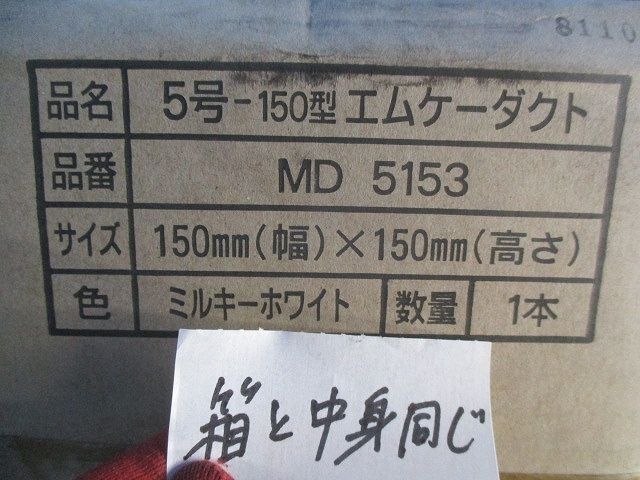 8110
品名 5号-150型 エムケーダクト
品番 MD 5153
サイズ 150mm(幅)×150mm(高さ)
色 ミルキーホワイト 数量 1本
箱と中身同じ